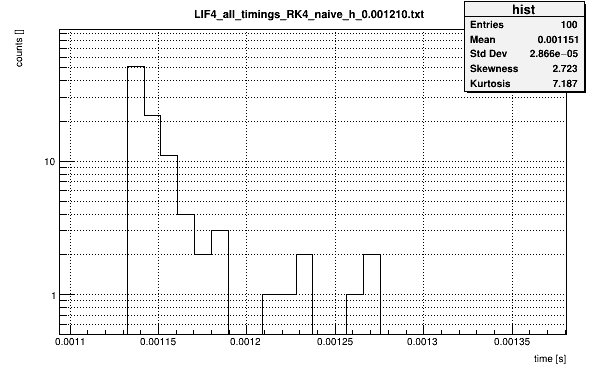 LIF4_all_timings_RK4_naive_h_0.001210.txt
hist
Entries 100
Mean 0.001151
Std Dev 2.866e−05
Skewness 2.723
Kurtosis 7.187
counts []
10
1
0.0011 0.00115 0.0012 0.00125 0.0013 0.00135
time [s]